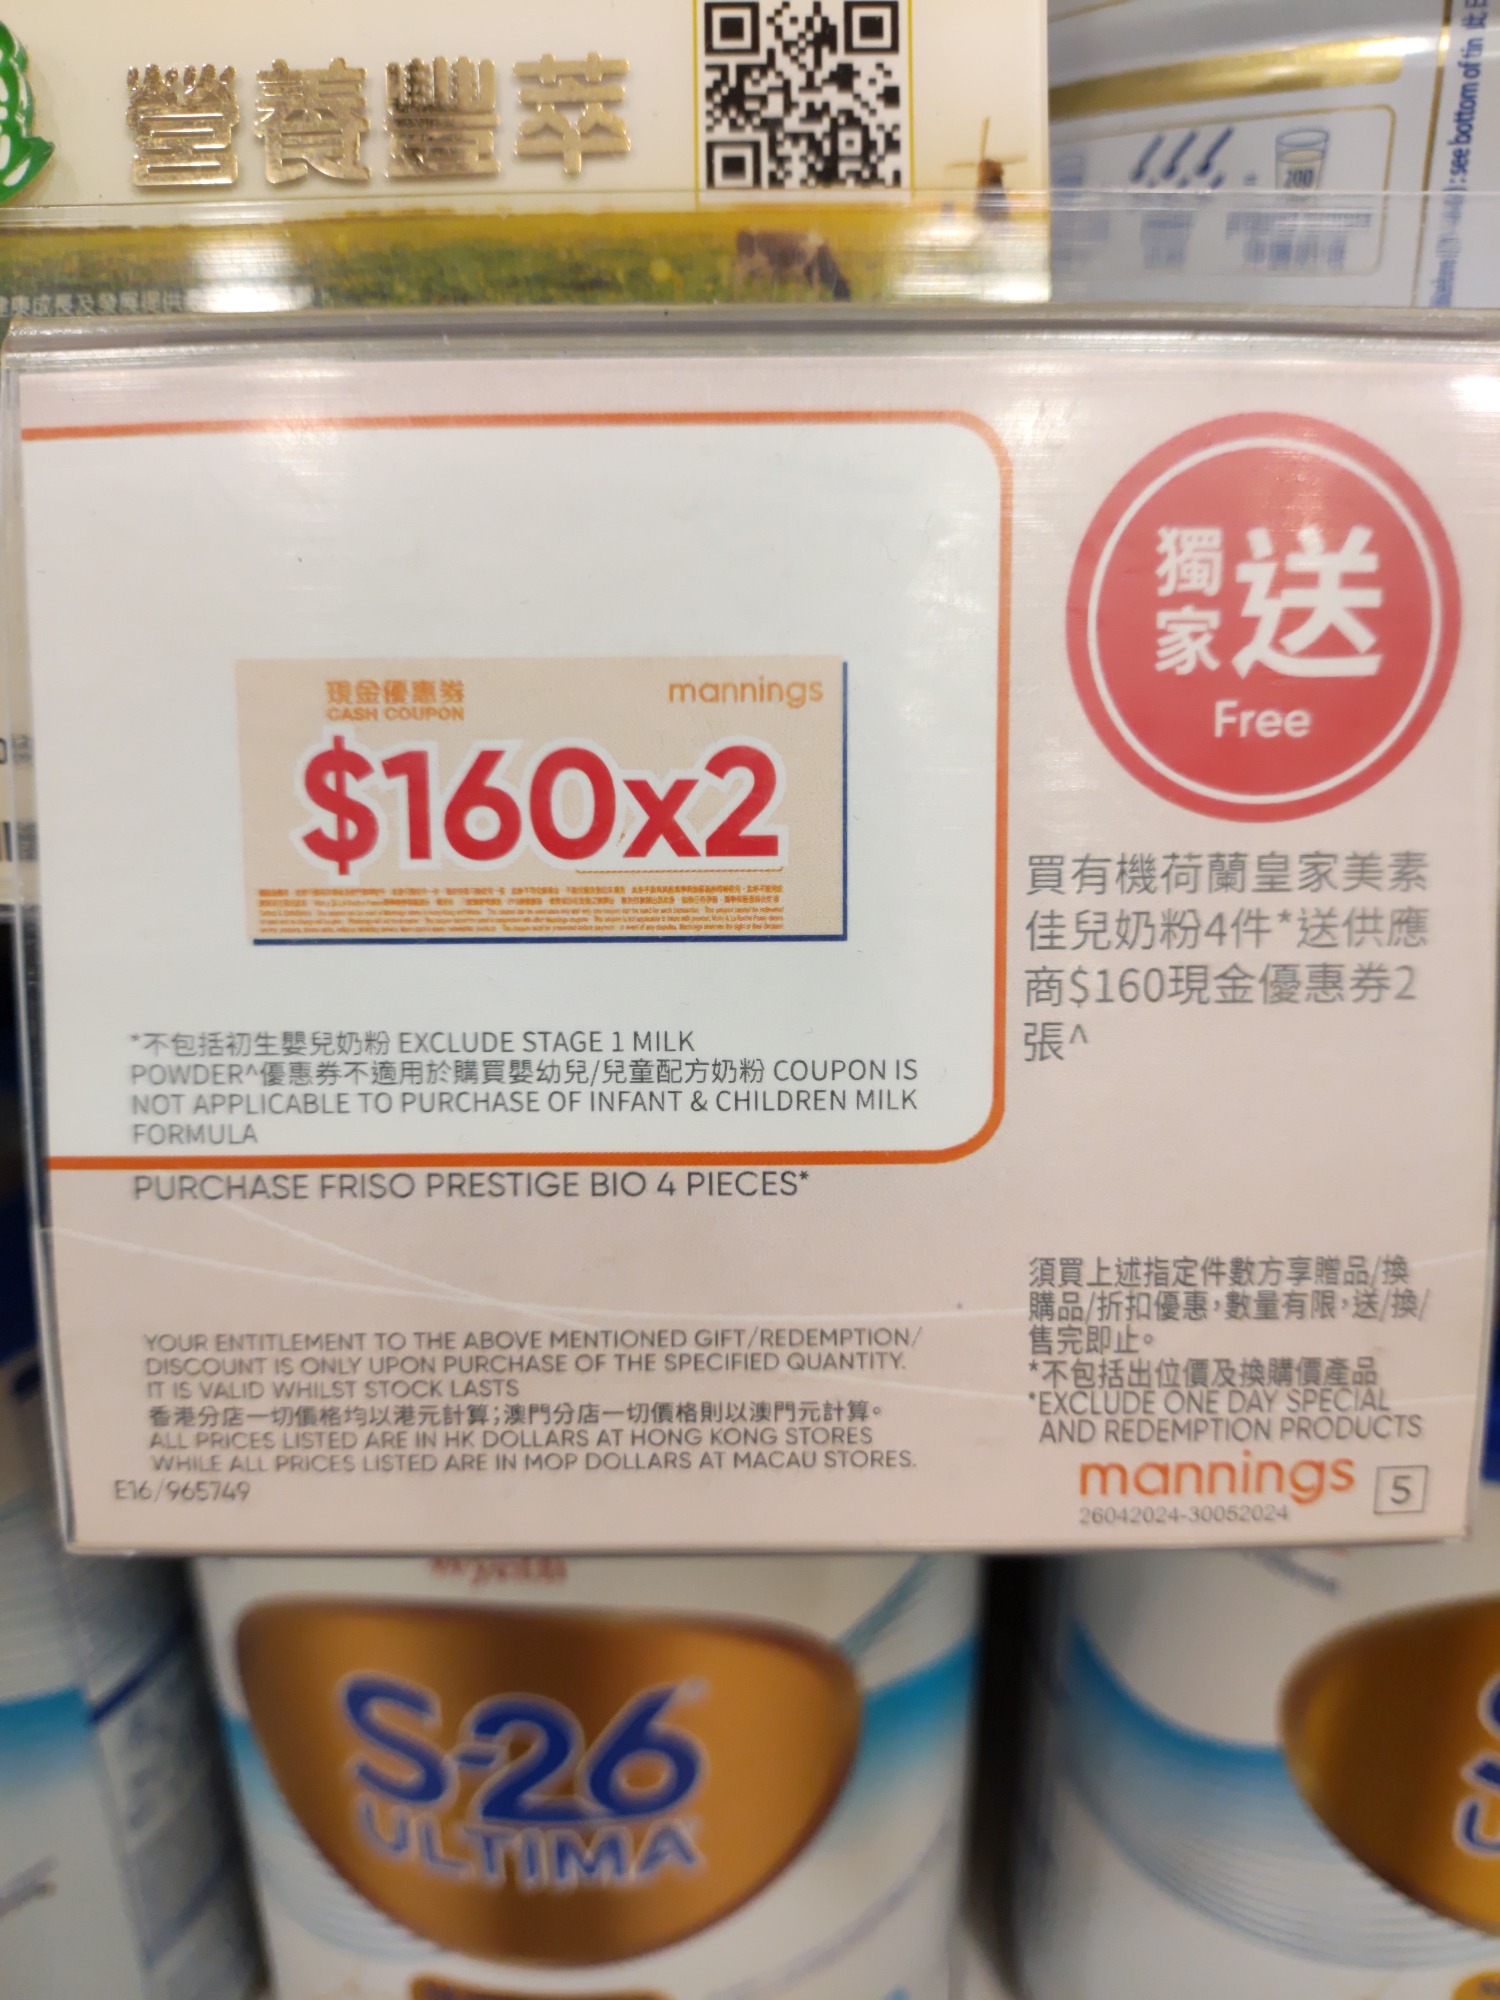 營養豐萃
200
see bottom of tin
現金優惠券
CASH COUPON
mannings
$160x2
獨家送
Free
買有機荷蘭皇家美素
佳兒奶粉4件*送供應
商$160現金優惠券2
張^
*不包括初生嬰兒奶粉 EXCLUDE STAGE 1 MILK
POWDER^優惠券不適用於購買嬰幼兒/兒童配方奶粉 COUPON IS
NOT APPLICABLE TO PURCHASE OF INFANT & CHILDREN MILK
FORMULA
PURCHASE FRISO PRESTIGE BIO 4 PIECES*
須買上述指定件數方享贈品/換
購品/折扣優惠，數量有限，送/換/
售完即止。
*不包括出位價及換購價產品
*EXCLUDE ONE DAY SPECIAL
AND REDEMPTION PRODUCTS
YOUR ENTITLEMENT TO THE ABOVE MENTIONED GIFT/REDEMPTION/
DISCOUNT IS ONLY UPON PURCHASE OF THE SPECIFIED QUANTITY.
IT IS VALID WHILST STOCK LASTS
香港分店一切價格均以港元計算；澳門分店一切價格則以澳門元計算。
ALL PRICES LISTED ARE IN HK DOLLARS AT HONG KONG STORES
WHILE ALL PRICES LISTED ARE IN MOP DOLLARS AT MACAU STORES.
E16/965749
mannings 5
26042024-30052024
S-26
ULTIMA